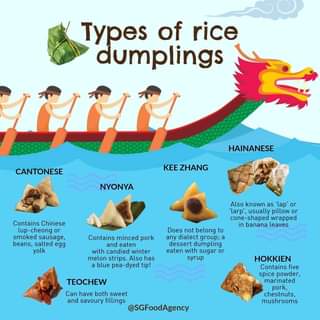 Types of rice
dumplings
HAINANESE
Also known as 'lap' or
'larp', usually pillow or
cone-shaped wrapped
in banana leaves
KEE ZHANG
Does not belong to
any dialect group; a
dessert dumpling
eaten with sugar or
syrup
CANTONESE
Contains Chinese
lup-cheong or
smoked sausage,
beans, salted egg
yolk
NYONYA
Contains minced pork
and eaten
with candied winter
melon strips. Also has
a blue pea-dyed tip!
HOKKIEN
Contains five
spice powder,
marinated
pork,
chestnuts,
mushrooms
TEOCHEW
Can have both sweet
and savoury fillings
@SGFoodAgency